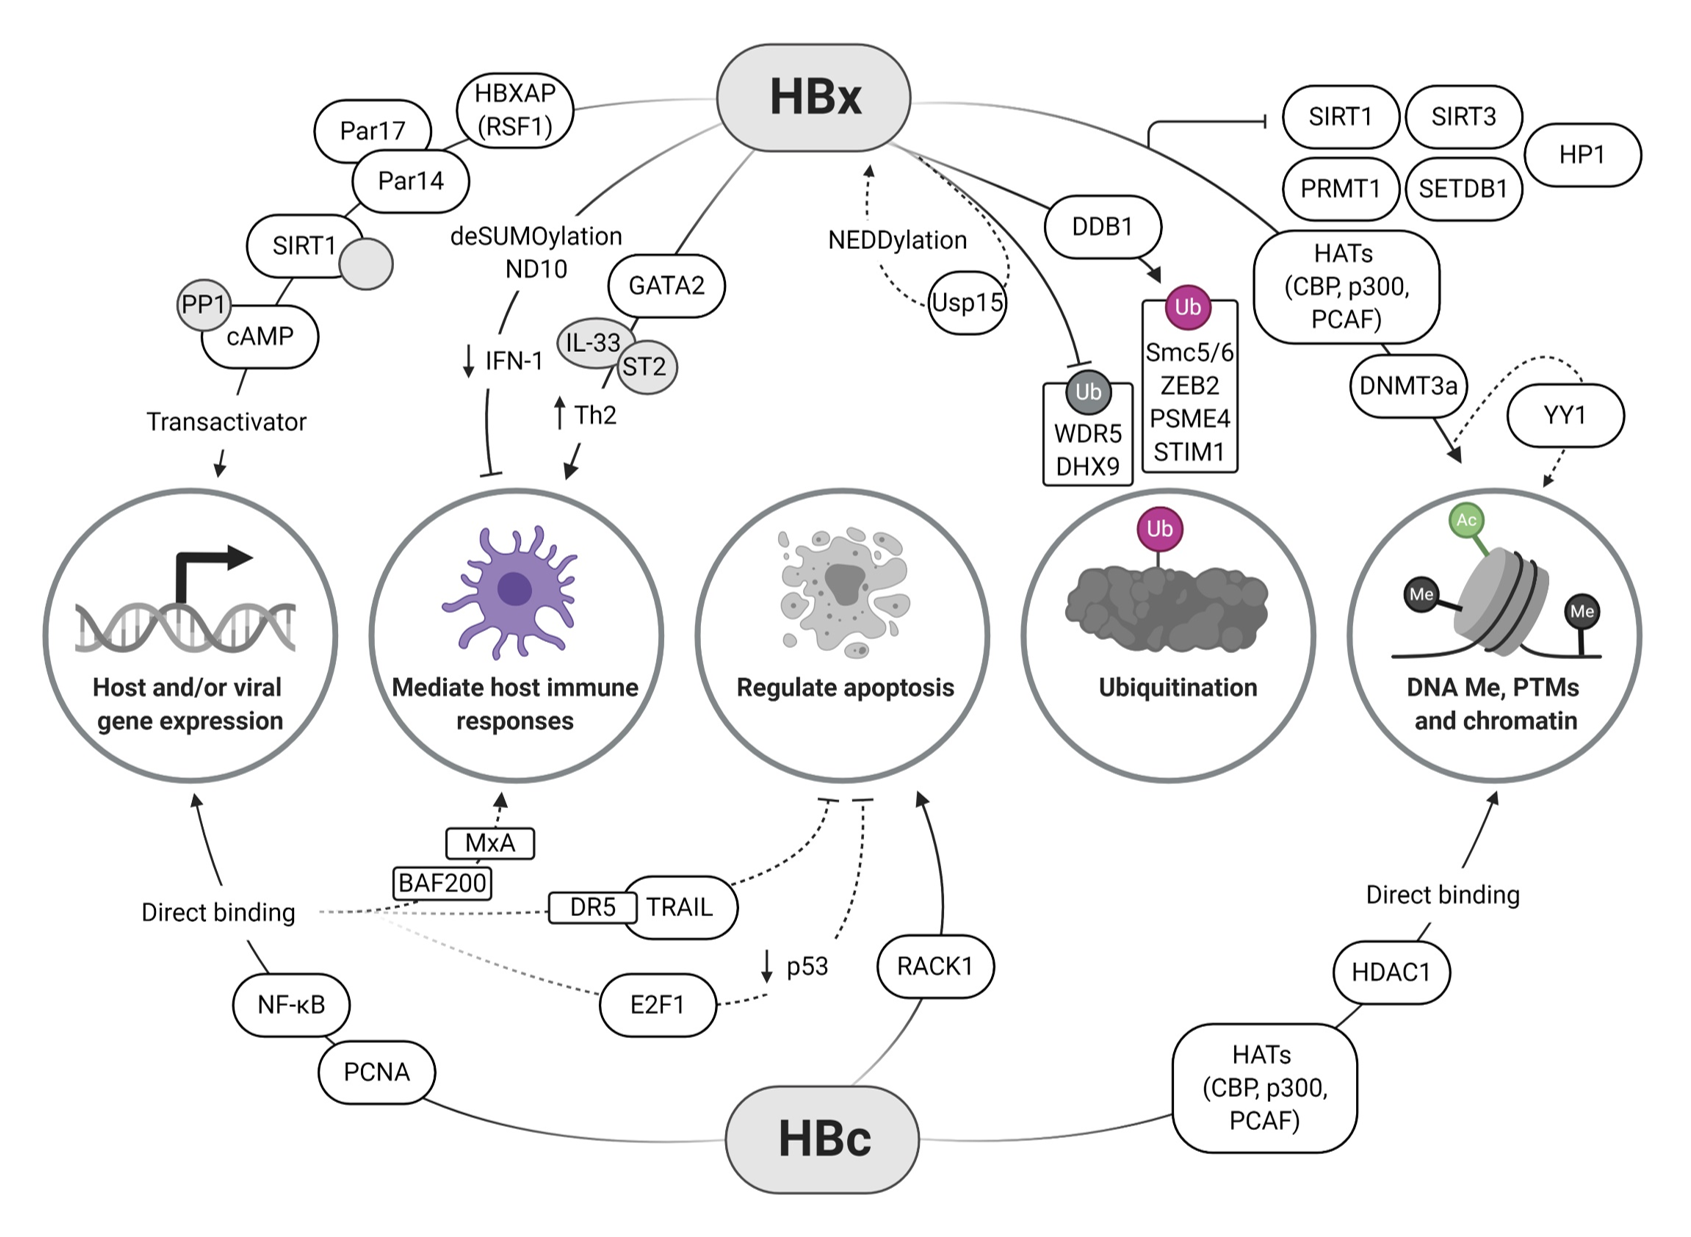 HBx
HBXAP
(RSF1)
Par17
Par14
SIRT1
PP1
cAMP
Transactivator
deSUMOylation
ND10
IFN-1
GATA2
IL-33
ST2
Th2
NEDDylation
Usp15
DDB1
Ub
WDR5
DHX9
Ub
Smc5/6
ZEB2
PSME4
STIM1
SIRT1
SIRT3
HP1
PRMT1
SETDB1
HATs
(CBP, p300,
PCAF)
DNMT3a
YY1
Host and/or viral
gene expression
Mediate host immune
responses
Regulate apoptosis
Ub
Ubiquitination
Ac
Me
Me
DNA Me, PTMs
and chromatin
MxA
BAF200
Direct binding
DR5
TRAIL
p53
E2F1
RACK1
NF-κB
PCNA
HBc
Direct binding
HDAC1
HATs
(CBP, p300,
PCAF)